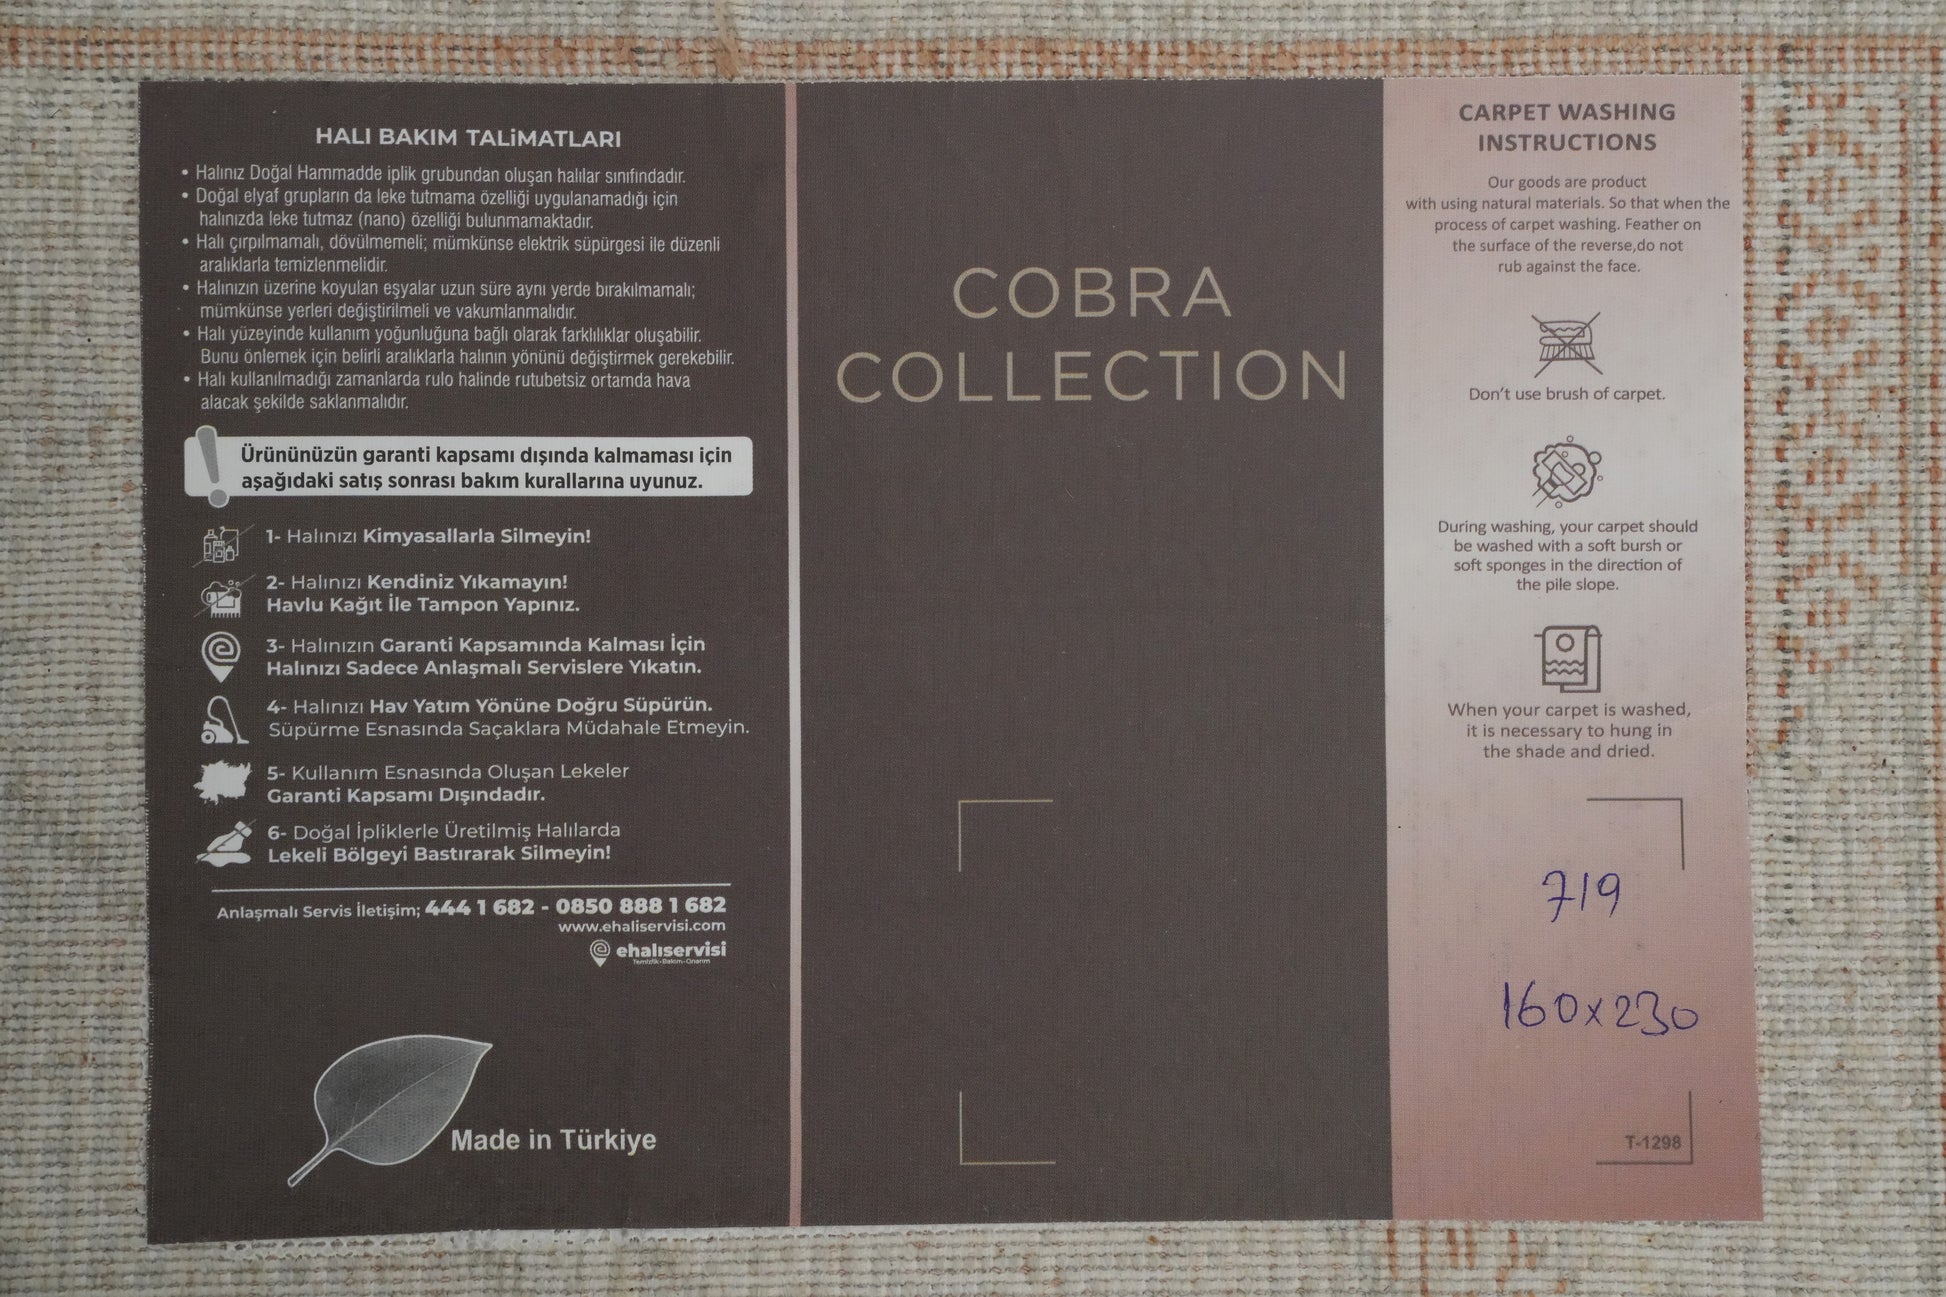 HALI BAKIM TALiMATLARI
• Halınız Doğal Hammadde iplik grubundan oluşan halılar sınıfındadır.
• Doğal elyaf grupların da leke tutmama özelliği uygulanamadığı için
halınızda leke tutmaz (nano) özelliği bulunmamaktadır.
• Halı çırpılmamalı, dövülmemeli; mümkünse elektrik süpürgesi ile düzenli
aralıklarla temizlenmelidir.
• Halınızın üzerine koyulan eşyalar uzun süre aynı yerde bırakılmamalı;
mümkünse yerleri değiştirilmeli ve vakumlanmalıdır.
• Halı yüzeyinde kullanım yoğunluğuna bağlı olarak farklılıklar oluşabilir.
Bunu önlemek için belirli aralıklarla halının yönünü değiştirmek gerekebilir.
• Halı kullanılmadığı zamanlarda rulo halinde rutubetsiz ortamda hava
alacak şekilde saklanmalıdır.
Ürününüzün garanti kapsamı dışında kalmaması için
aşağıdaki satış sonrası bakım kurallarına uyunuz.
1- Halınızı Kimyasallarla Silmeyin!
2- Halınızı Kendiniz Yıkamayın!
Havlu Kağıt İle Tampon Yapınız.
3- Halınızın Garanti Kapsamında Kalması İçin
Halınızı Sadece Anlaşmalı Servislere Yıkatın.
4- Halınızı Hav Yatım Yönüne Doğru Süpürün.
Süpürme Esnasında Saçaklara Müdahale Etmeyin.
5- Kullanım Esnasında Oluşan Lekeler
Garanti Kapsamı Dışındadır.
6- Doğal İpliklerle Üretilmiş Halılarda
Lekeli Bölgeyi Bastırarak Silmeyin!
Anlaşmalı Servis İletişim; 444 1 682 - 0850 888 1 682
www.ehaliservisi.com
ehalıservisi
Temizlik-Bakım-Onarım
Made in Türkiye
COBRA
COLLECTION
CARPET WASHING
INSTRUCTIONS
Our goods are product
with using natural materials. So that when the
process of carpet washing. Feather on
the surface of the reverse,do not
rub against the face.
Don't use brush of carpet.
During washing, your carpet should
be washed with a soft bursh or
soft sponges in the direction of
the pile slope.
When your carpet is washed,
it is necessary to hung in
the shade and dried.
719
160x230
T-1298